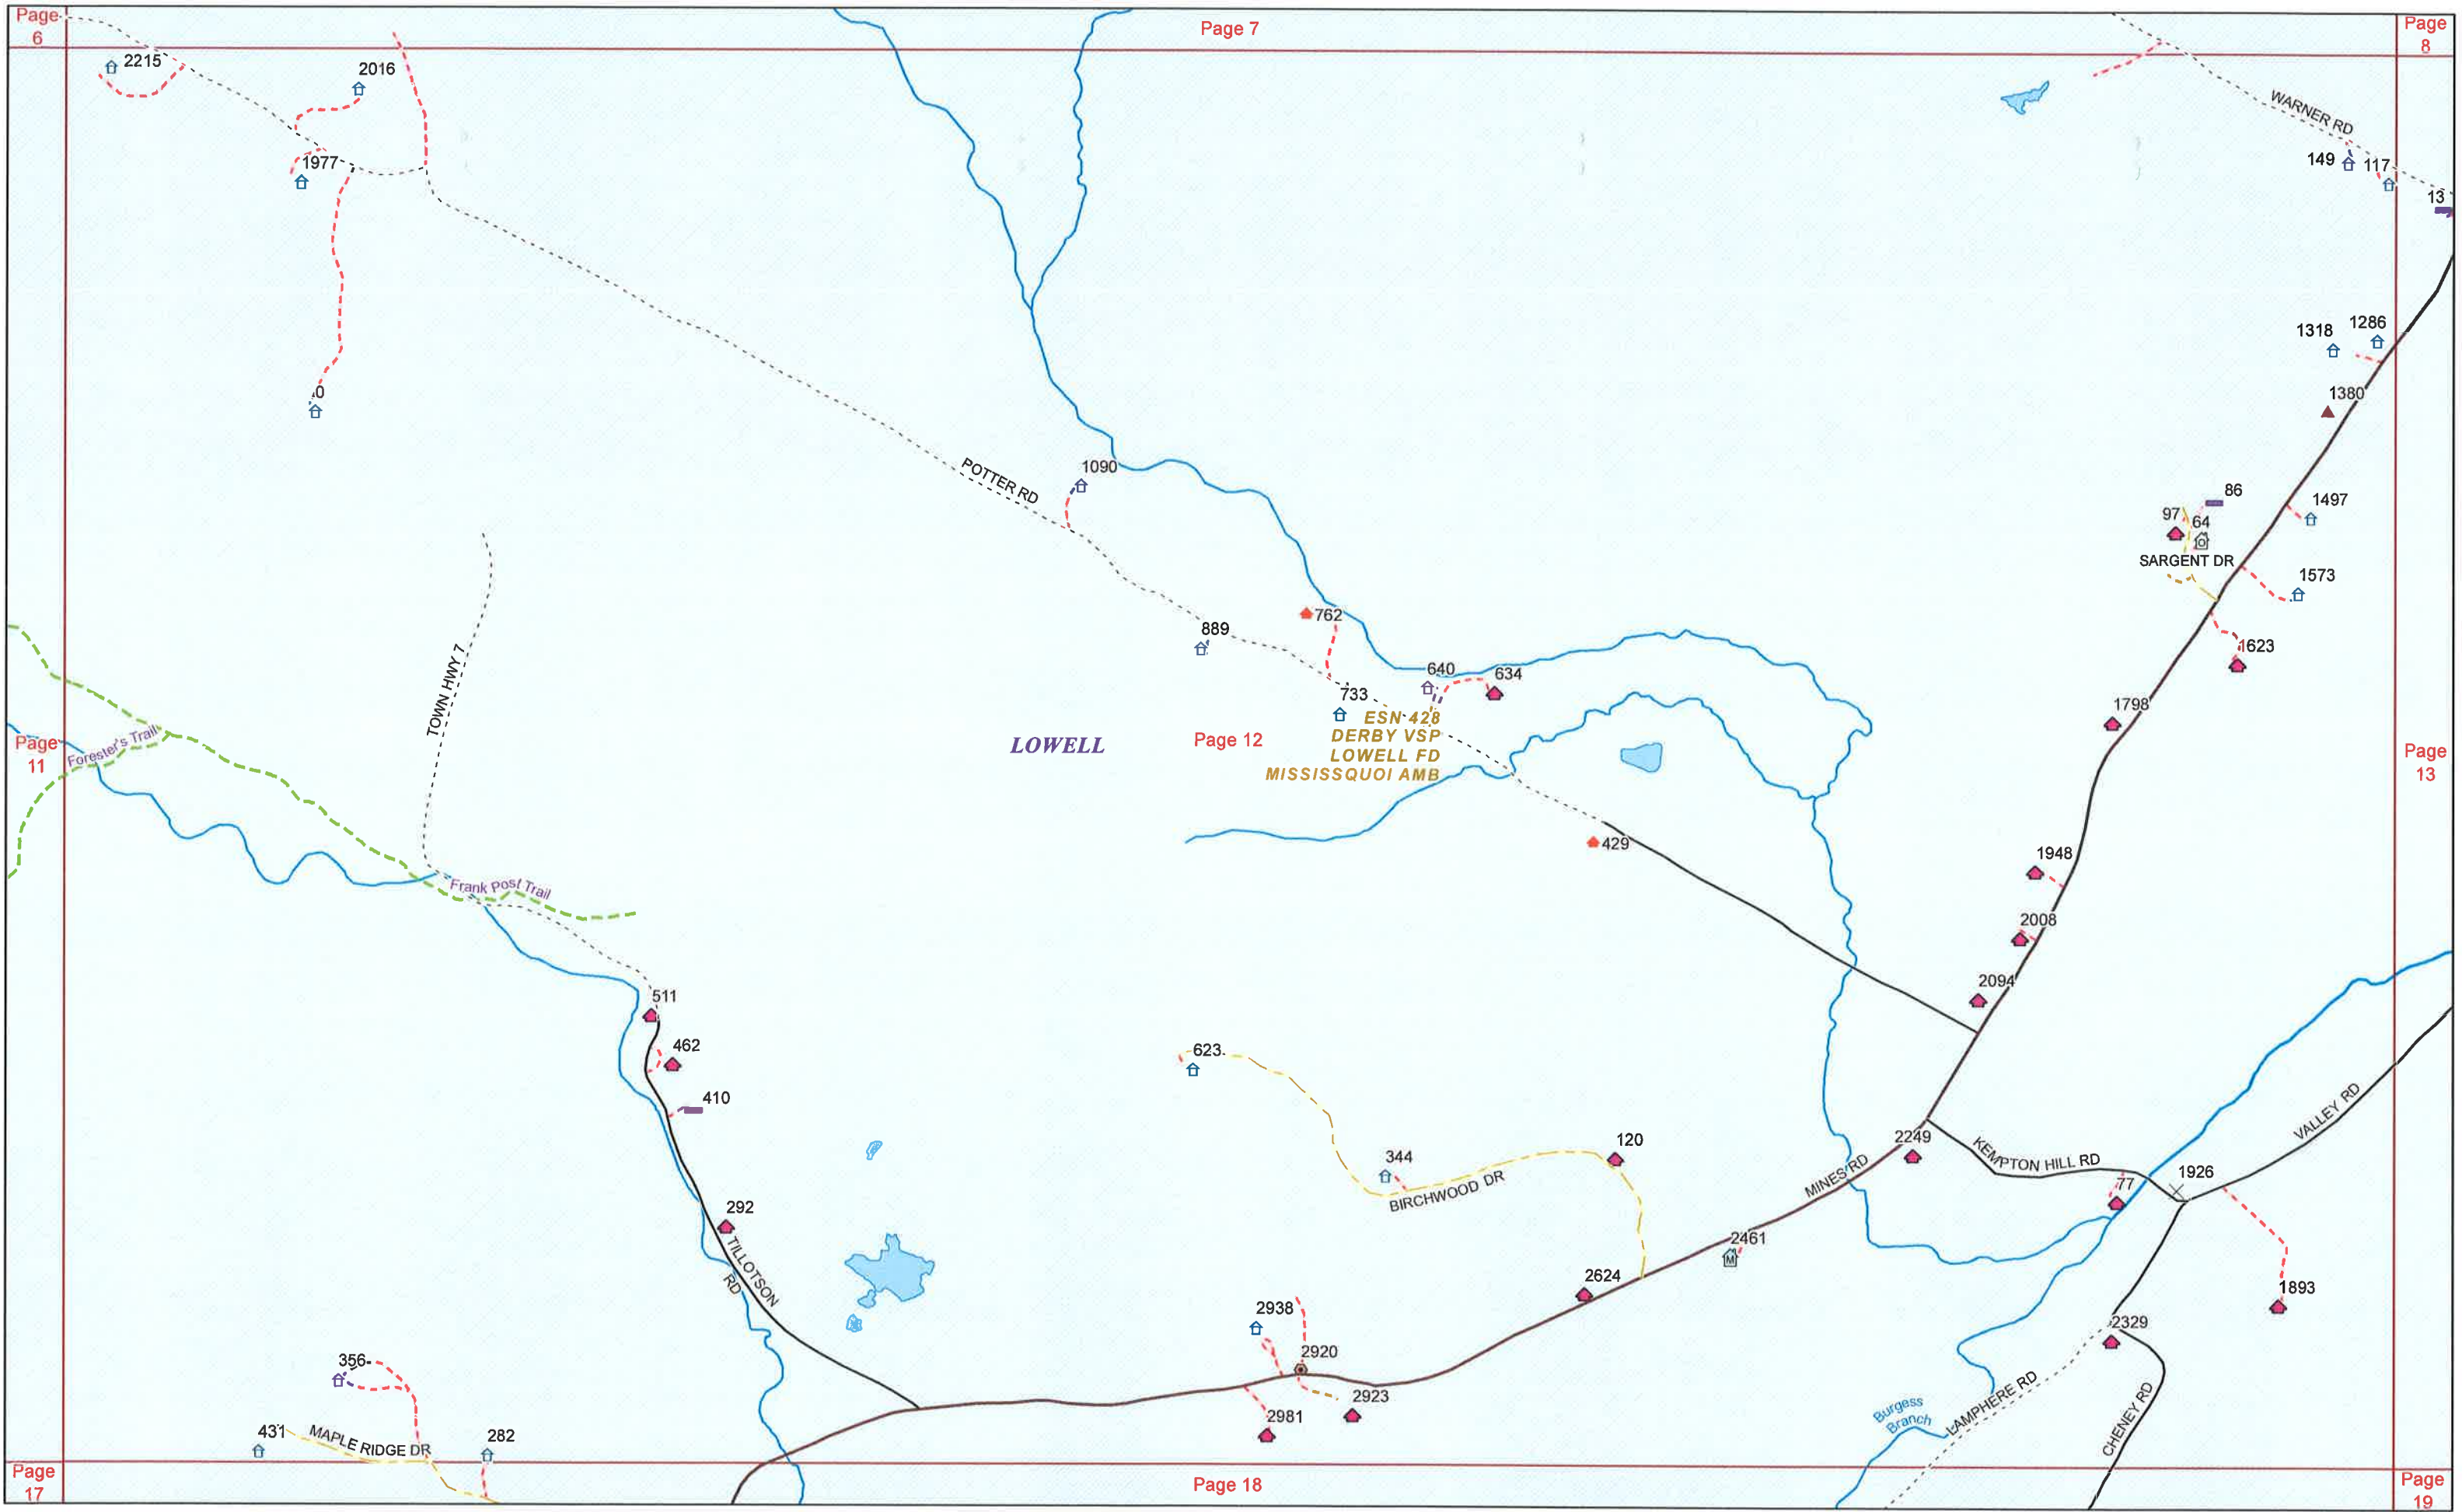 Page
6
Page 7
Page
8
2215
2016
1977
WARNER RD
149
117
13
1318
1286
1380
0
POTTER RD
1090
86
1497
97
64
SARGENT DR
1573
762
889
1623
640
634
733
1798
TOWN HWY 7
ESN 428
DERBY VSP
LOWELL FD
MISSISSQUOI AMB
LOWELL
Page 12
Page
11
Forester's Trail
Page
13
429
1948
Frank Post Trail
2008
2094
511
462
410
623
344
120
BIRCHWOOD DR
2249
MINES RD
KEMPTON HILL RD
VALLEY RD
1926
77
292
TILLOTSON
RD
2461
2624
1893
2938
2920
2329
356
2923
2981
LAMPHERE RD
CHENEY RD
Burgess
Branch
431
MAPLE RIDGE DR
282
Page
17
Page 18
Page
19